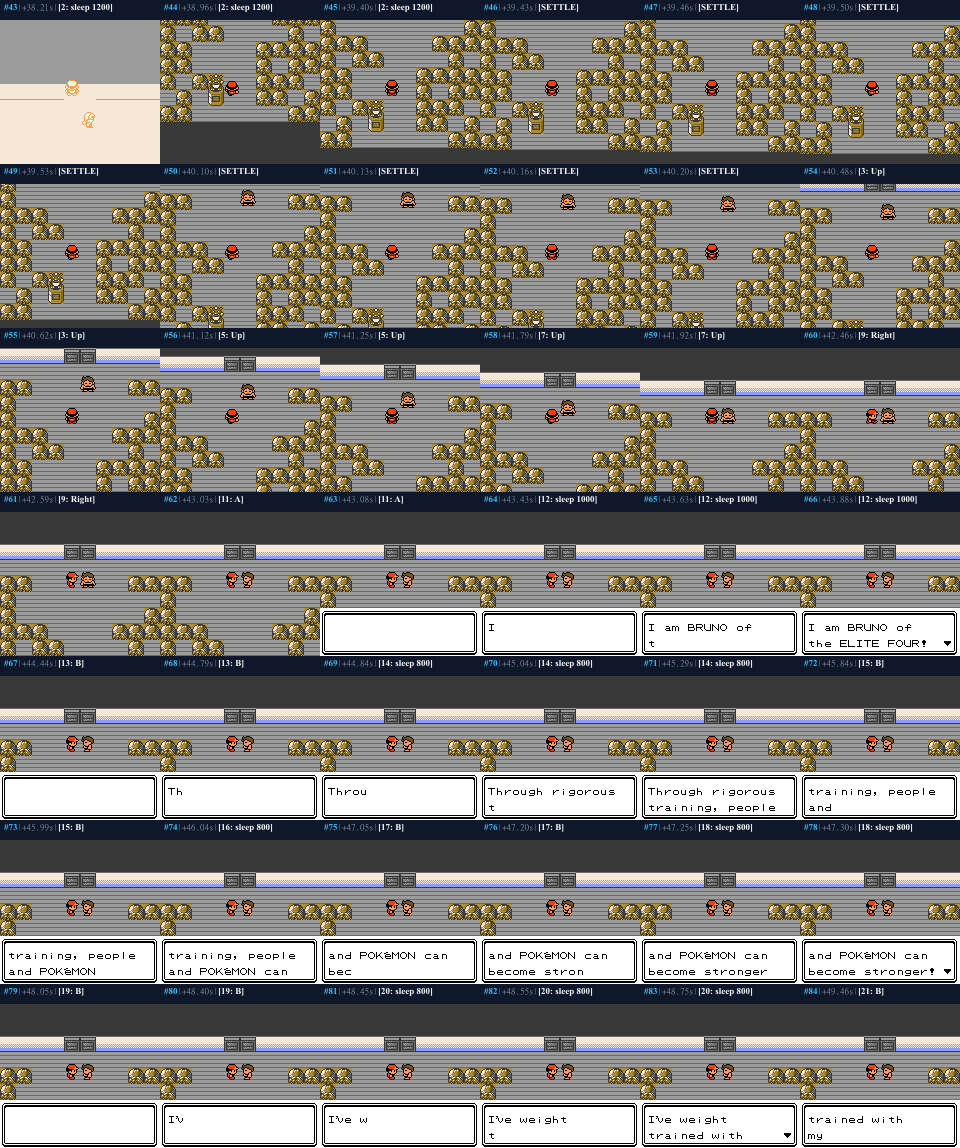 #43|+38.21s| [2: sleep 1200]
#44|+38.96s| [2: sleep 1200]
#45|+39.40s| [2: sleep 1200]
#46|+39.43s| [SETTLE]
#47|+39.46s| [SETTLE]
#48|+39.50s| [SETTLE]
#49|+39.53s| [SETTLE]
#50|+40.10s| [SETTLE]
#51|+40.13s| [SETTLE]
#52|+40.16s| [SETTLE]
#53|+40.20s| [SETTLE]
#54|+40.48s| [3: Up]
#55|+40.62s| [3: Up]
#56|+41.12s| [5: Up]
#57|+41.25s| [5: Up]
#58|+41.79s| [7: Up]
#59|+41.92s| [7: Up]
#60|+42.46s| [9: Right]
#61|+42.59s| [9: Right]
#62|+43.03s| [11: A]
#63|+43.08s| [11: A]
#64|+43.43s| [12: sleep 1000]
#65|+43.63s| [12: sleep 1000]
#66|+43.88s| [12: sleep 1000]
I
I am BRUNO of
t
I am BRUNO of
the ELITE FOUR!
#67|+44.44s| [13: B]
#68|+44.79s| [13: B]
#69|+44.84s| [14: sleep 800]
#70|+45.04s| [14: sleep 800]
#71|+45.29s| [14: sleep 800]
#72|+45.84s| [15: B]
Th
Throu
Through rigorous
t
Through rigorous
training, people
training, people
and
#73|+45.99s| [15: B]
#74|+46.04s| [16: sleep 800]
#75|+47.05s| [17: B]
#76|+47.20s| [17: B]
#77|+47.25s| [18: sleep 800]
#78|+47.30s| [18: sleep 800]
training, people
and POKéMON
training, people
and POKéMON can
and POKéMON can
bec
and POKéMON can
become stron
and POKéMON can
become stronger
and POKéMON can
become stronger!
#79|+48.05s| [19: B]
#80|+48.40s| [19: B]
#81|+48.45s| [20: sleep 800]
#82|+48.55s| [20: sleep 800]
#83|+48.75s| [20: sleep 800]
#84|+49.46s| [21: B]
I'v
I've w
I've weight
t
I've weight
trained with
trained with
my